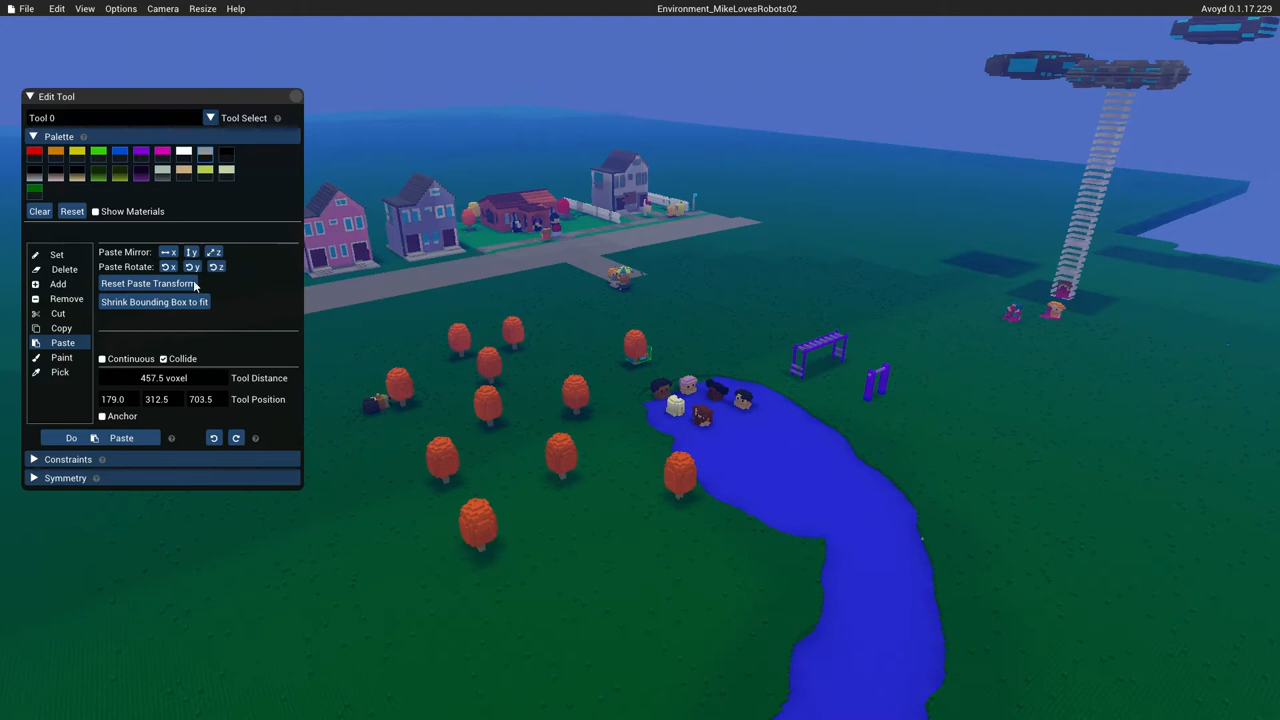 File Edit View Options Camera Resize Help Environment_MikeLovesRobots02 Avoyd 0.1.17.229
Edit Tool
Tool 0 Tool Select ?
Palette ?
Clear Reset Show Materials
Set
Delete
Add
Remove
Cut
Copy
Paste
Paint
Pick
Paste Mirror: x y z
Paste Rotate: x y z
Reset Paste Transform
Shrink Bounding Box to fit
Continuous Collide
457.5 voxel Tool Distance
179.0 312.5 703.5 Tool Position
Anchor
Do Paste ? ?
Constraints ?
Symmetry ?